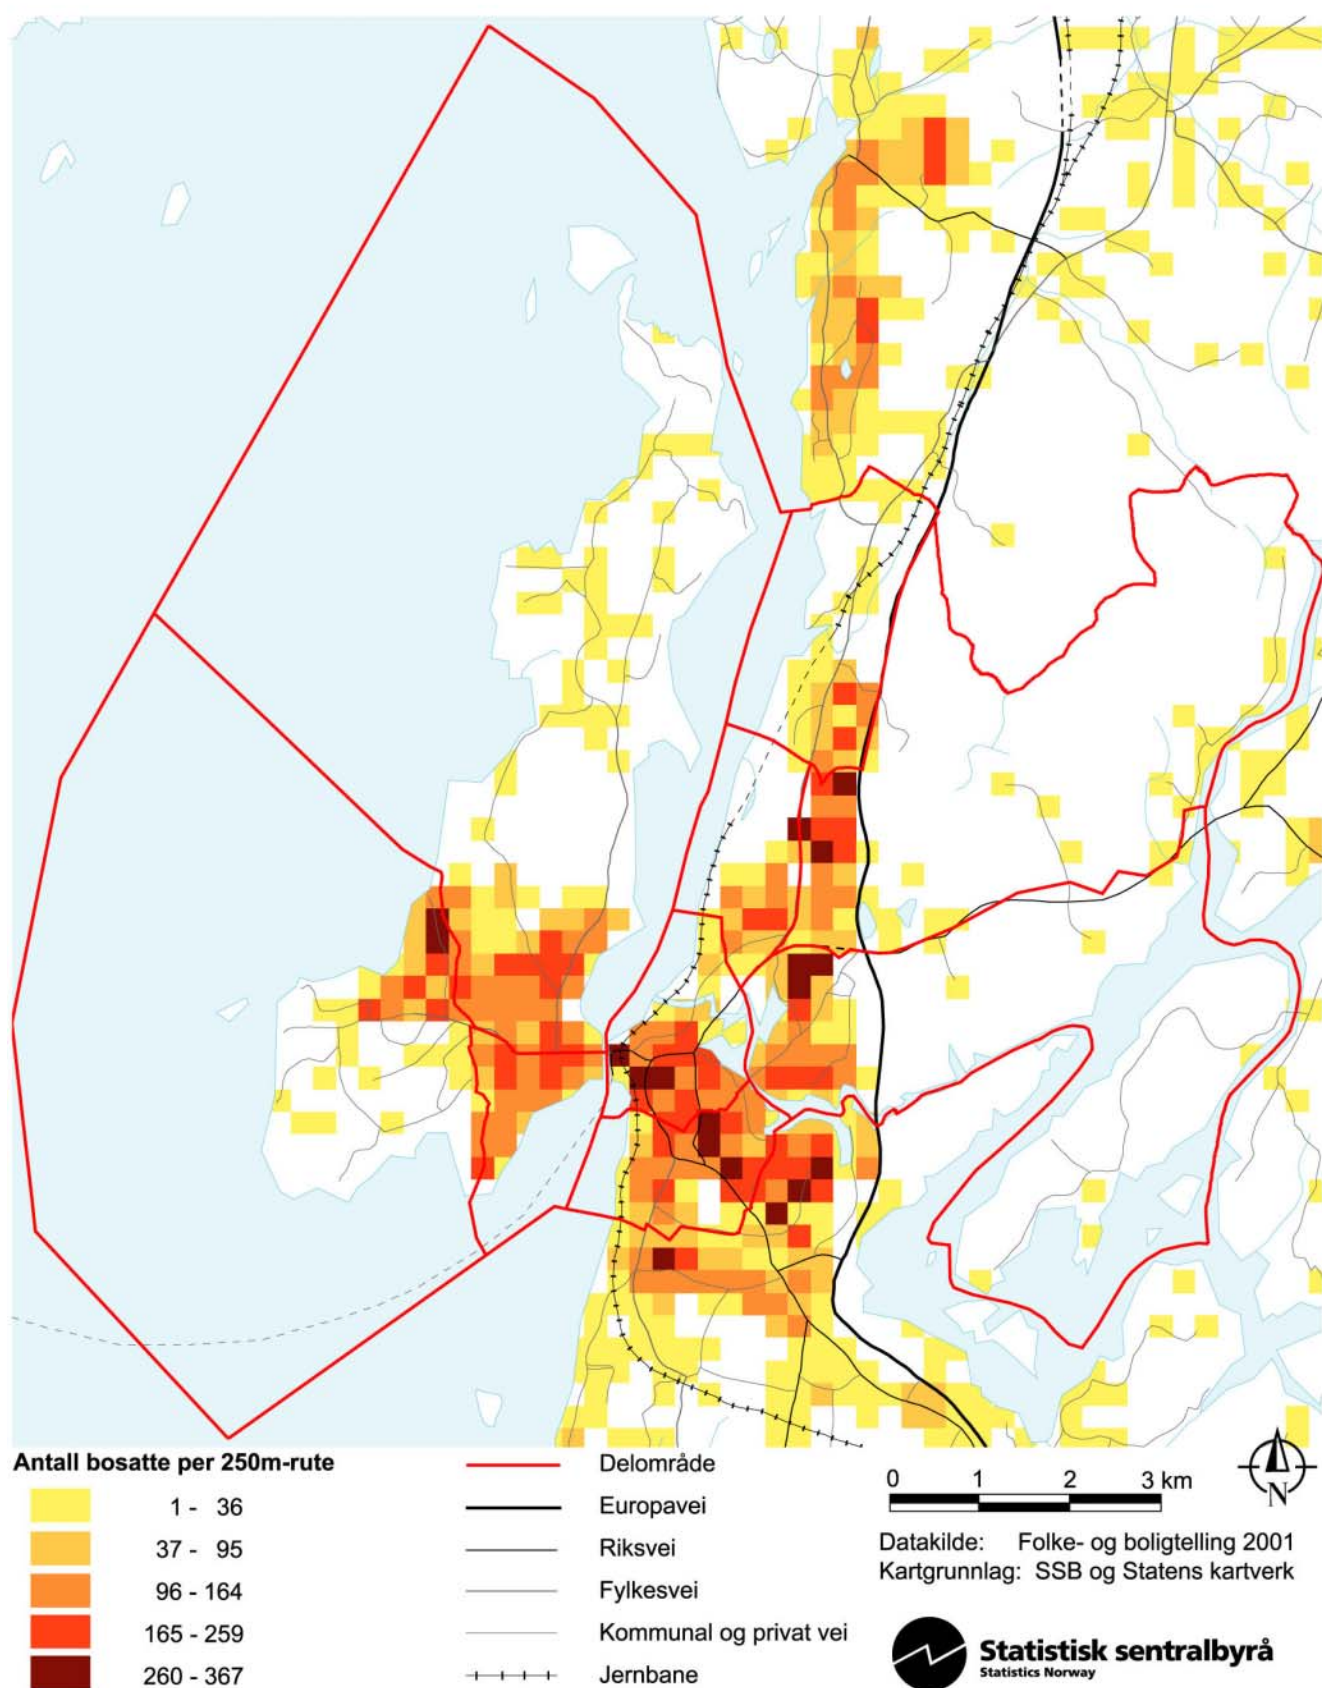 Antall bosatte per 250m-rute
1 - 36
37 - 95
96 - 164
165 - 259
260 - 367
Delområde
Europavei
Riksvei
Fylkesvei
Kommunal og privat vei
Jernbane
0 1 2 3 km
N
Datakilde: Folke- og boligtelling 2001
Kartgrunnlag: SSB og Statens kartverk
Statistisk sentralbyrå
Statistics Norway